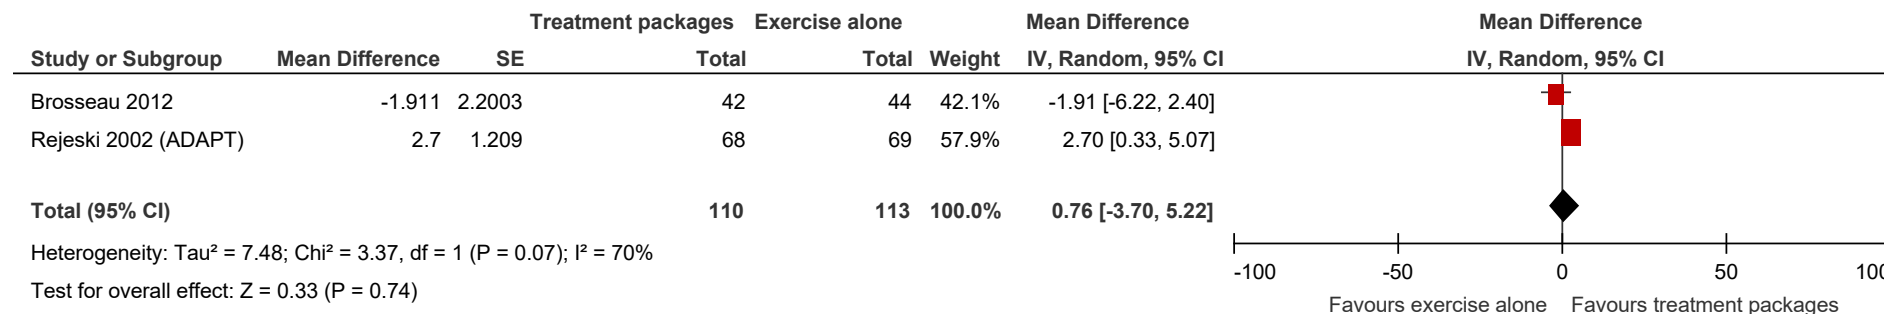 Treatment packages Exercise alone Mean Difference Mean Difference
Study or Subgroup Mean Difference SE Total Total Weight IV, Random, 95% CI IV, Random, 95% CI
Brosseau 2012 -1.911 2.2003 42 44 42.1% -1.91 [-6.22, 2.40]
Rejeski 2002 (ADAPT) 2.7 1.209 68 69 57.9% 2.70 [0.33, 5.07]
Total (95% CI) 110 113 100.0% 0.76 [-3.70, 5.22]
Heterogeneity: Tau² = 7.48; Chi² = 3.37, df = 1 (P = 0.07); I² = 70%
Test for overall effect: Z = 0.33 (P = 0.74)
-100 -50 0 50 100
Favours exercise alone Favours treatment packages